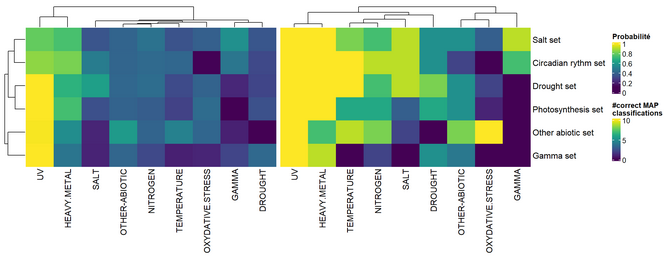 Probabilité
1
0.8
0.6
0.4
0.2
0
#correct MAP
classifications
10
5
0
Salt set
Circadian rythm set
Drought set
Photosynthesis set
Other abiotic set
Gamma set
UV
HEAVY.METAL
SALT
OTHER-ABIOTIC
NITROGEN
TEMPERATURE
OXYDATIVE.STRESS
GAMMA
DROUGHT
UV
HEAVY.METAL
TEMPERATURE
NITROGEN
SALT
DROUGHT
OTHER-ABIOTIC
OXYDATIVE.STRESS
GAMMA